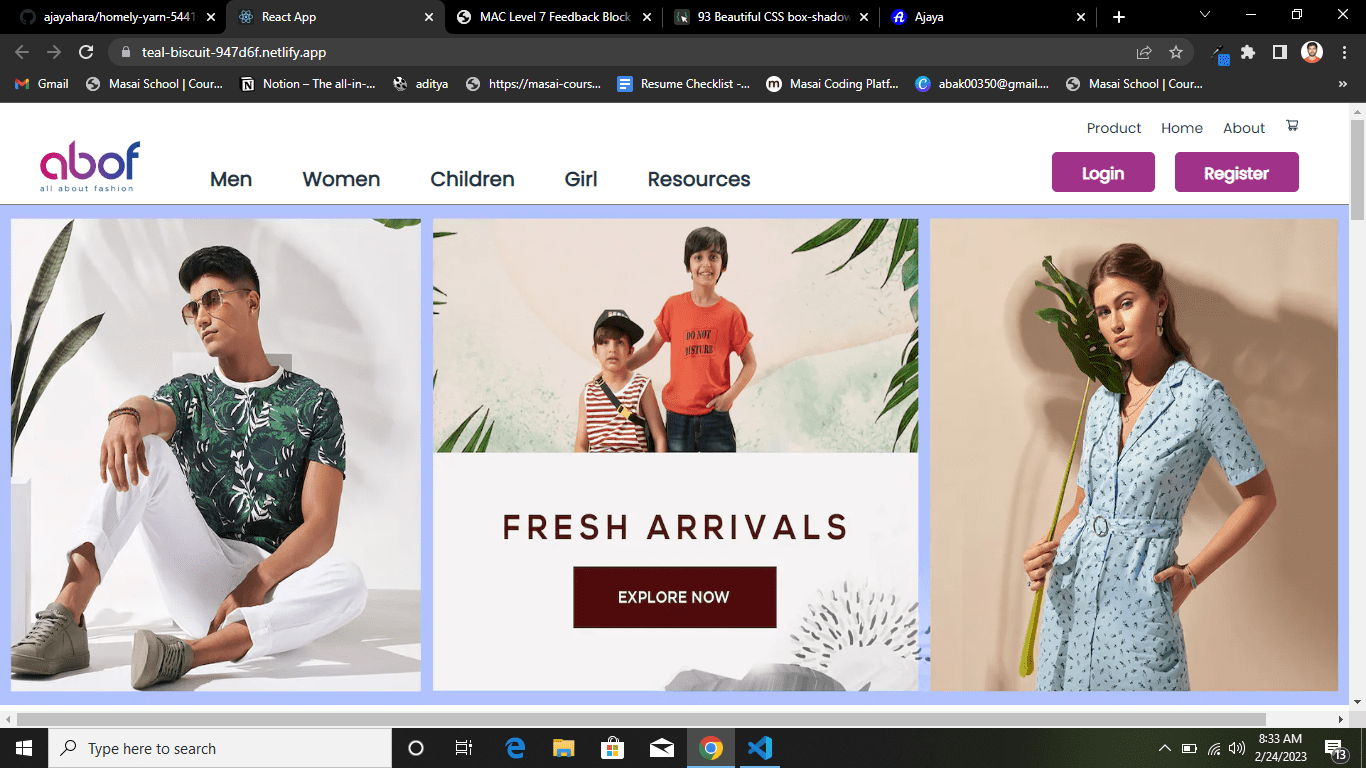 ajayahara/homely-yarn-5441
React App
MAC Level 7 Feedback Block
93 Beautiful CSS box-shadow
Ajaya
teal-biscuit-947d6f.netlify.app
Gmail
Masai School | Cour...
Notion – The all-in-...
aditya
https://masai-cours...
Resume Checklist -...
Masai Coding Platf...
abak00350@gmail....
Masai School | Cour...
Product Home About
abof
all about fashion
Men Women Children Girl Resources
Login Register
DO NOT
DISTURB
FRESH ARRIVALS
EXPLORE NOW
Type here to search
8:33 AM
2/24/2023
13